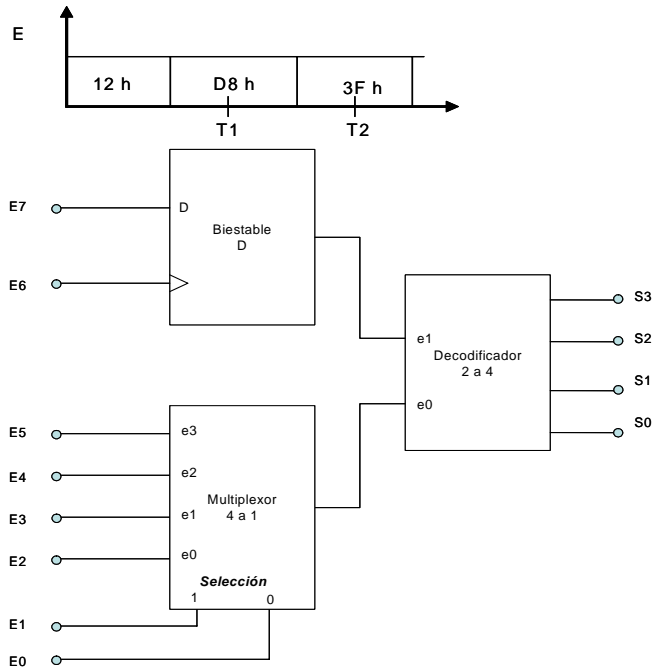 E
12 h D8 h 3F h
T1 T2
E7
D
Biestable
D
E6
S3
S2
S1
S0
e1
Decodificador
2 a 4
e0
E5
e3
E4
e2
Multiplexor
4 a 1
E3
e1
E2
e0
Selección
1 0
E1
E0